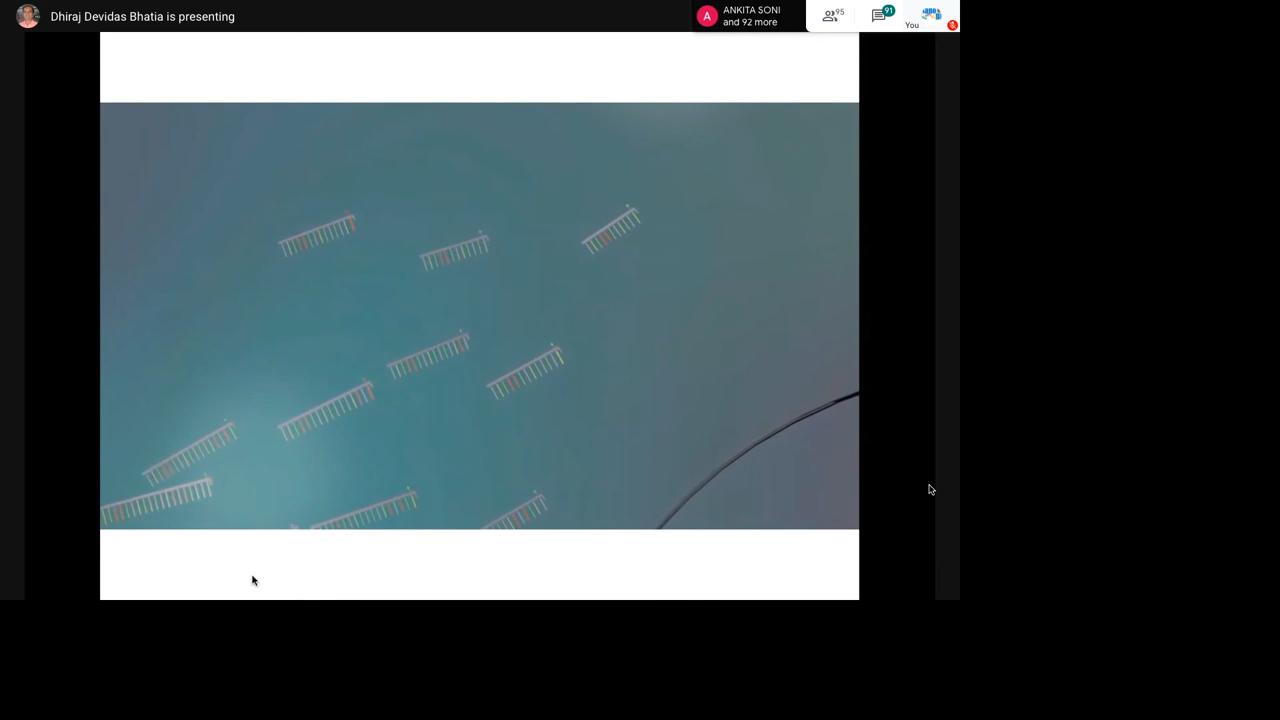 Dhiraj Devidas Bhatia is presenting
ANKITA SONI
and 92 more
95
91
You
A